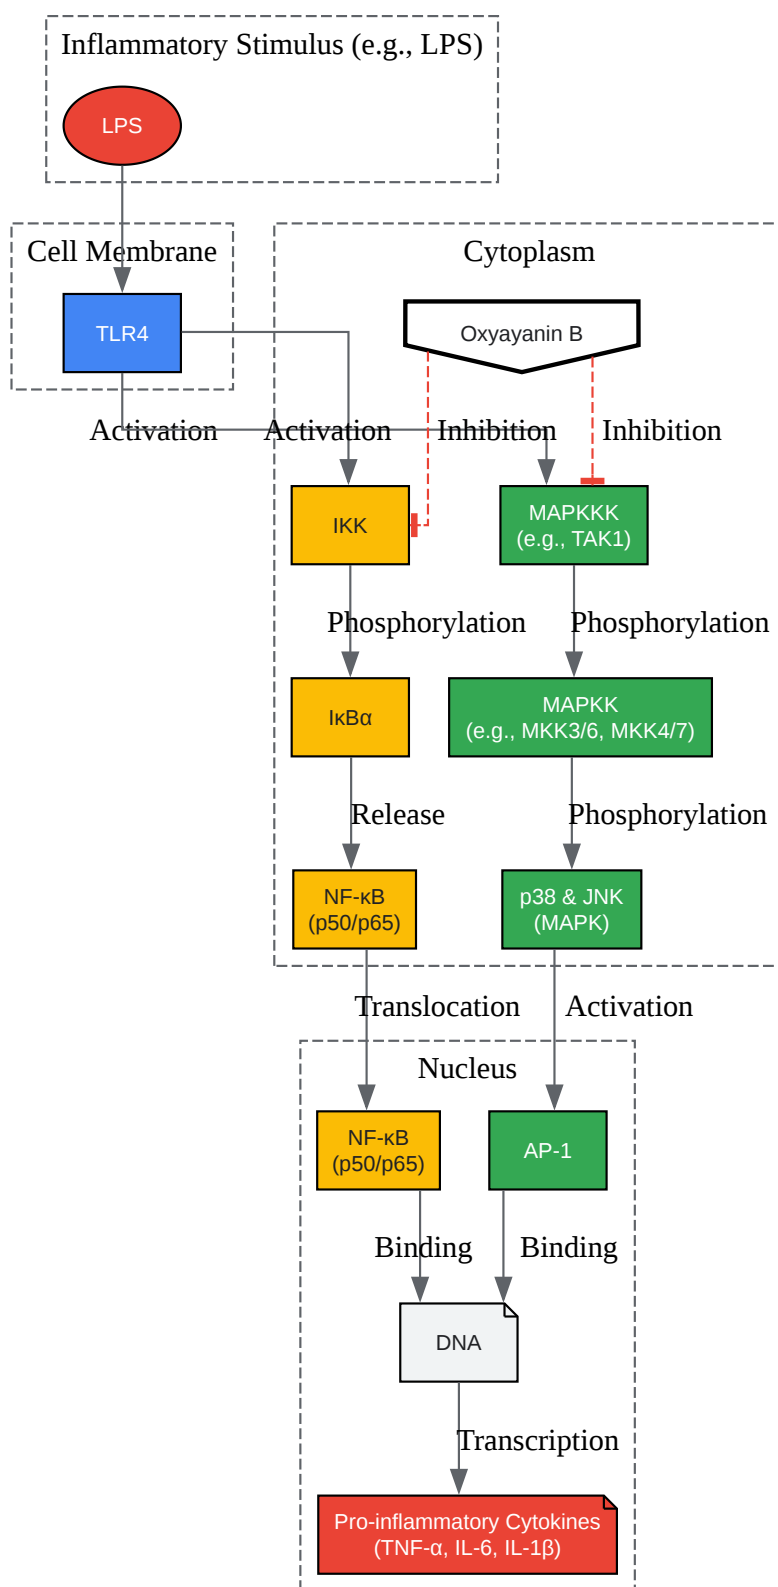 Inflammatory Stimulus (e.g., LPS)
LPS
Cell Membrane
Cytoplasm
TLR4
Oxyayanin B
Activation
Activation
Inhibition
Inhibition
IKK
MAPKKK
(e.g., TAK1)
Phosphorylation
Phosphorylation
IκBα
MAPKK
(e.g., MKK3/6, MKK4/7)
Release
Phosphorylation
NF-κB
(p50/p65)
p38 & JNK
(MAPK)
Translocation
Activation
Nucleus
NF-κB
(p50/p65)
AP-1
Binding
Binding
DNA
Transcription
Pro-inflammatory Cytokines
(TNF-α, IL-6, IL-1β)